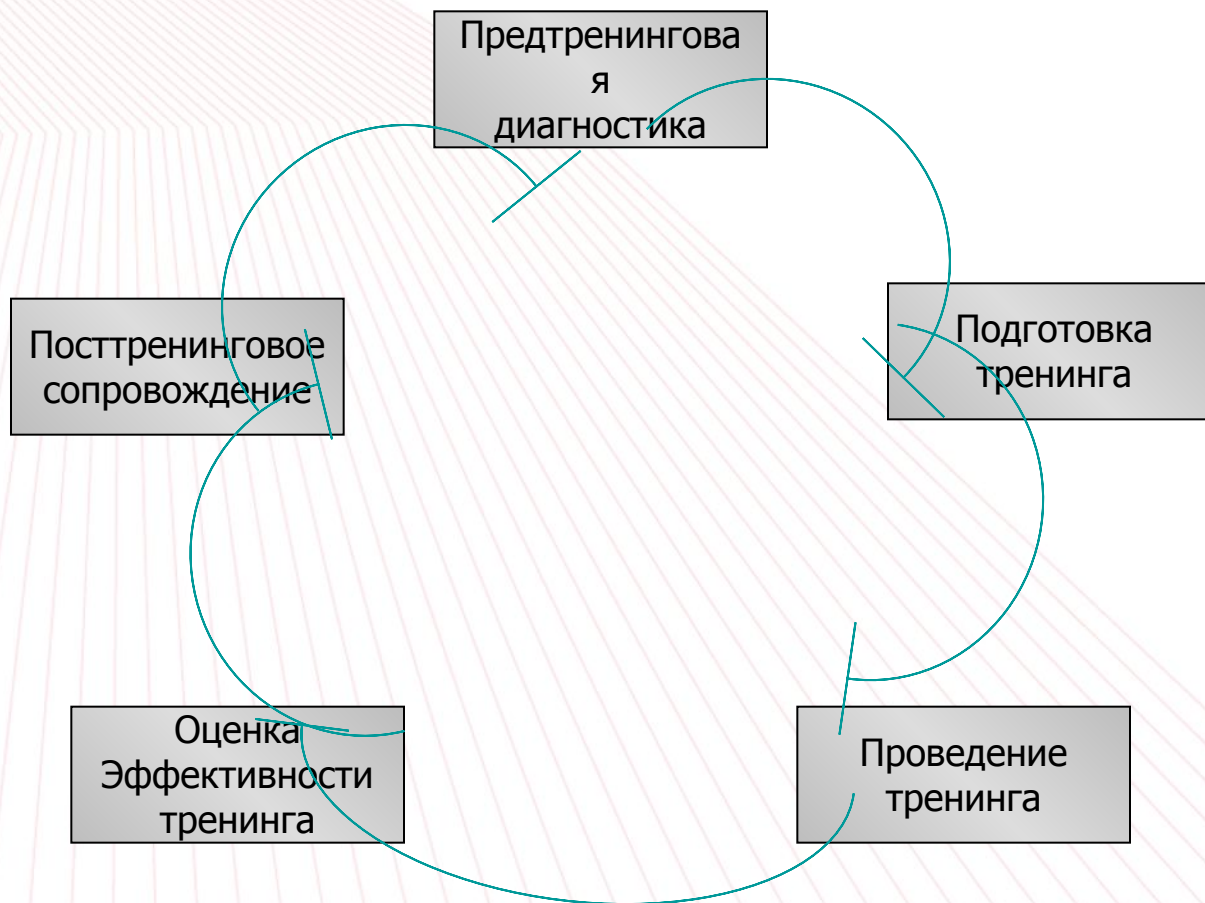 Предтренингова
я
диагностика
Посттренинговое
сопровождение
Подготовка
тренинга
Оценка
Эффективности
тренинга
Проведение
тренинга